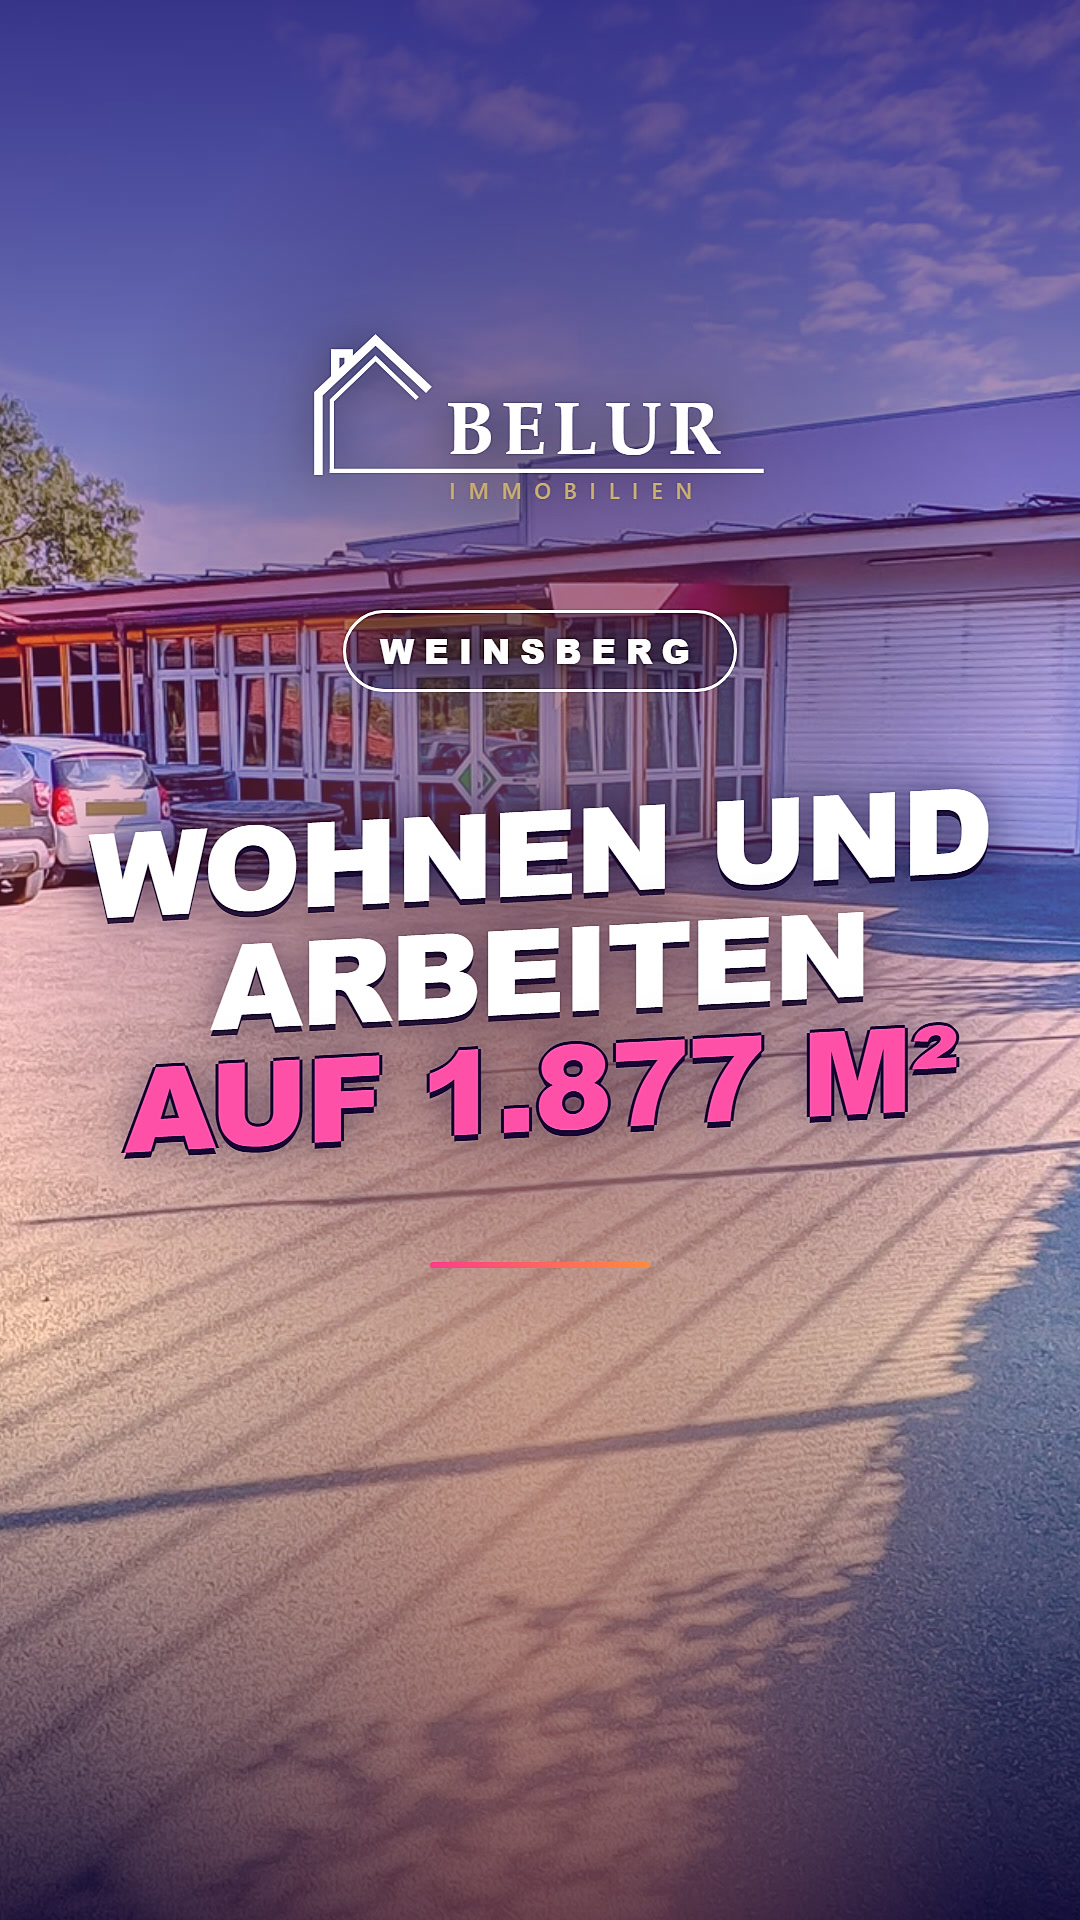 BELUR
IMMOBILIEN
WEINSBERG
WOHNEN UND
ARBEITEN
AUF 1.877 M²